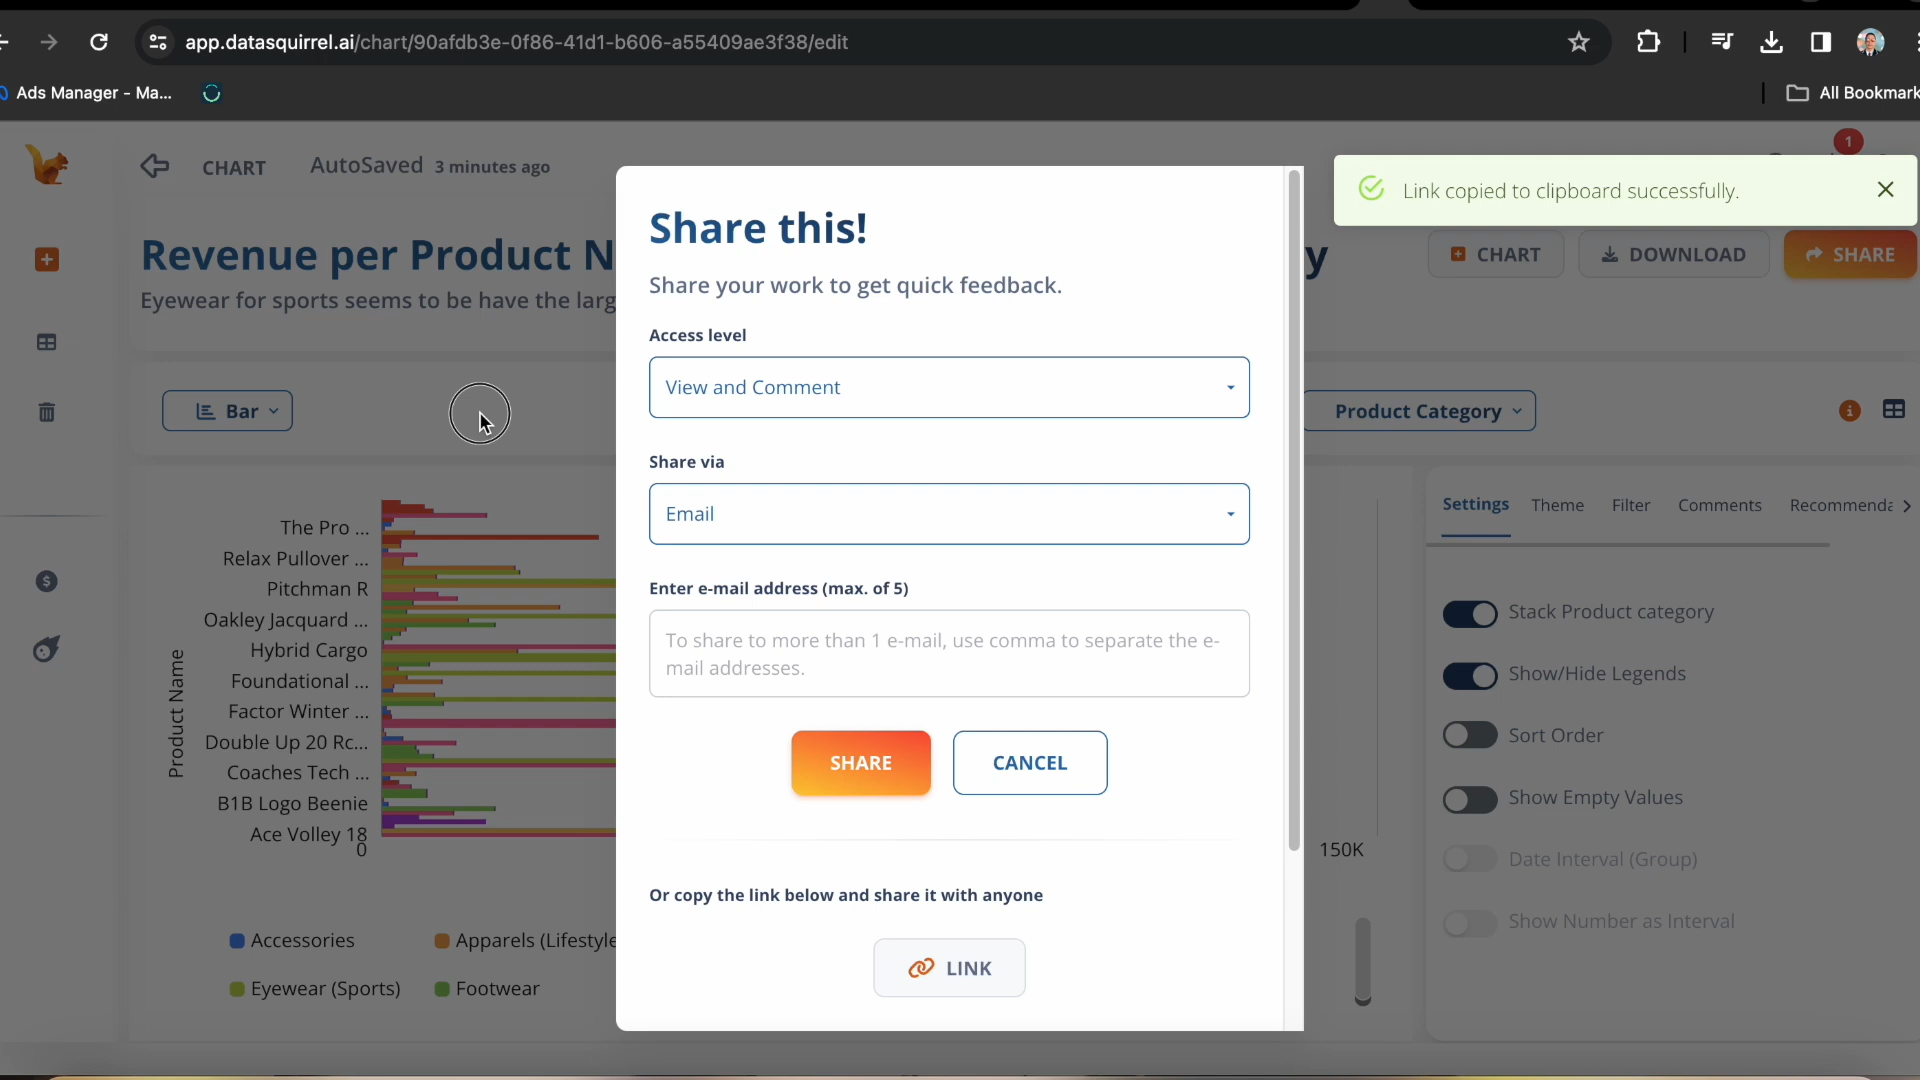 app.datasquirrel.ai/chart/90afdb3e-0f86-41d1-b606-a55409ae3f38/edit
Ads Manager - Ma...
All Bookmark
CHART
AutoSaved 3 minutes ago
1
Link copied to clipboard successfully.
Revenue per Product N
y
Eyewear for sports seems to be have the larg
CHART
DOWNLOAD
SHARE
Share this!
Share your work to get quick feedback.
Access level
View and Comment
Share via
Email
Enter e-mail address (max. of 5)
To share to more than 1 e-mail, use comma to separate the e-
mail addresses.
SHARE
CANCEL
Or copy the link below and share it with anyone
LINK
Bar
Product Category
Product Name
The Pro ...
Relax Pullover ...
Pitchman R
Oakley Jacquard ...
Hybrid Cargo
Foundational ...
Factor Winter ...
Double Up 20 Rc...
Coaches Tech ...
B1B Logo Beenie
Ace Volley 18
0
150K
Accessories
Apparels (Lifestyle
Eyewear (Sports)
Footwear
Settings
Theme
Filter
Comments
Recommenda
Stack Product category
Show/Hide Legends
Sort Order
Show Empty Values
Date Interval (Group)
Show Number as Interval